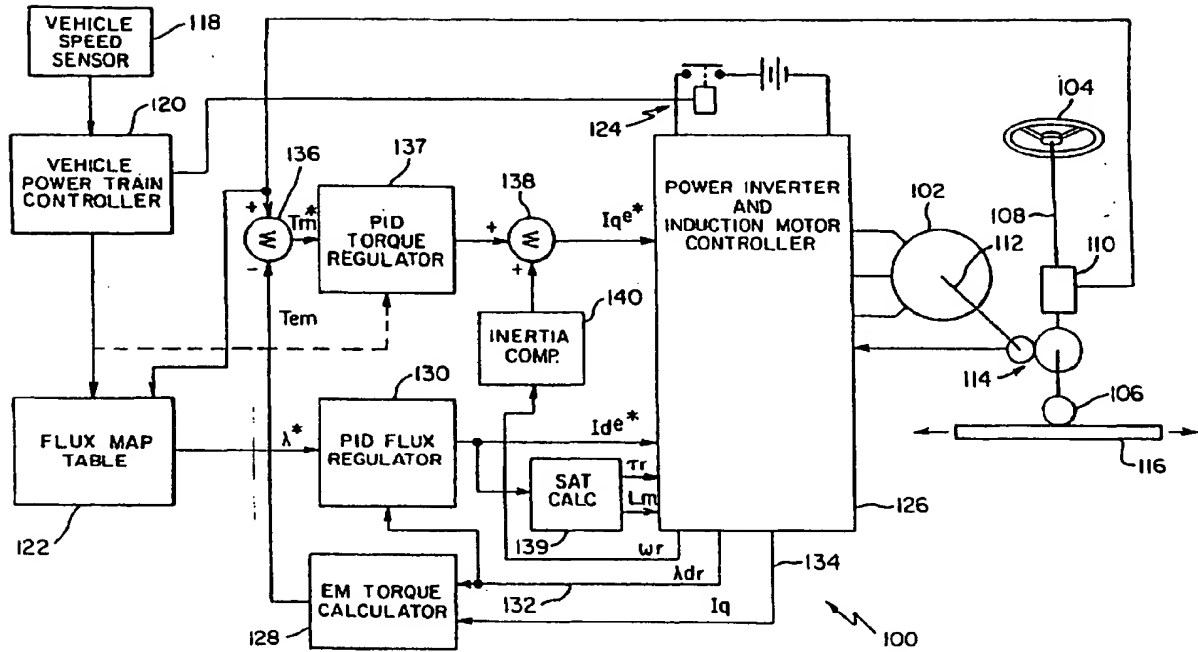 VEHICLE
SPEED
SENSOR
118
120
VEHICLE
POWER TRAIN
CONTROLLER
124
104
136
137
138
+
-
Tm*
PID
TORQUE
REGULATOR
+
+
Iqe*
POWER INVERTER
AND
INDUCTION MOTOR
CONTROLLER
102
108
112
110
Tem
140
INERTIA
COMP.
114
106
116
130
FLUX MAP
TABLE
122
λ*
PID FLUX
REGULATOR
Ide*
SAT
CALC
139
τr
Lm
126
ωr
λdr
132
134
EM TORQUE
CALCULATOR
128
Iq
100